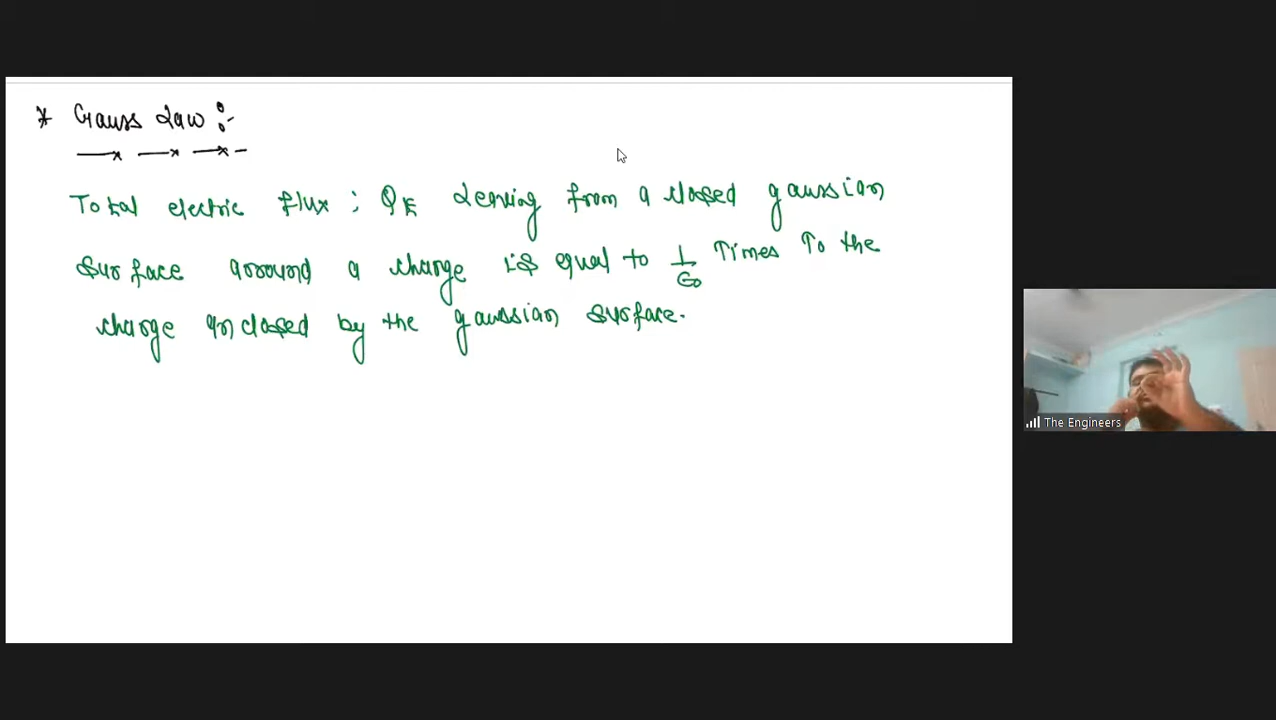 * Gauss Law :-
Total electric flux ; φE Leaving from a closed gaussian
surface around a charge is equal to 1/ε0 Times To the
charge inclosed by the gaussian surface.
The Engineers